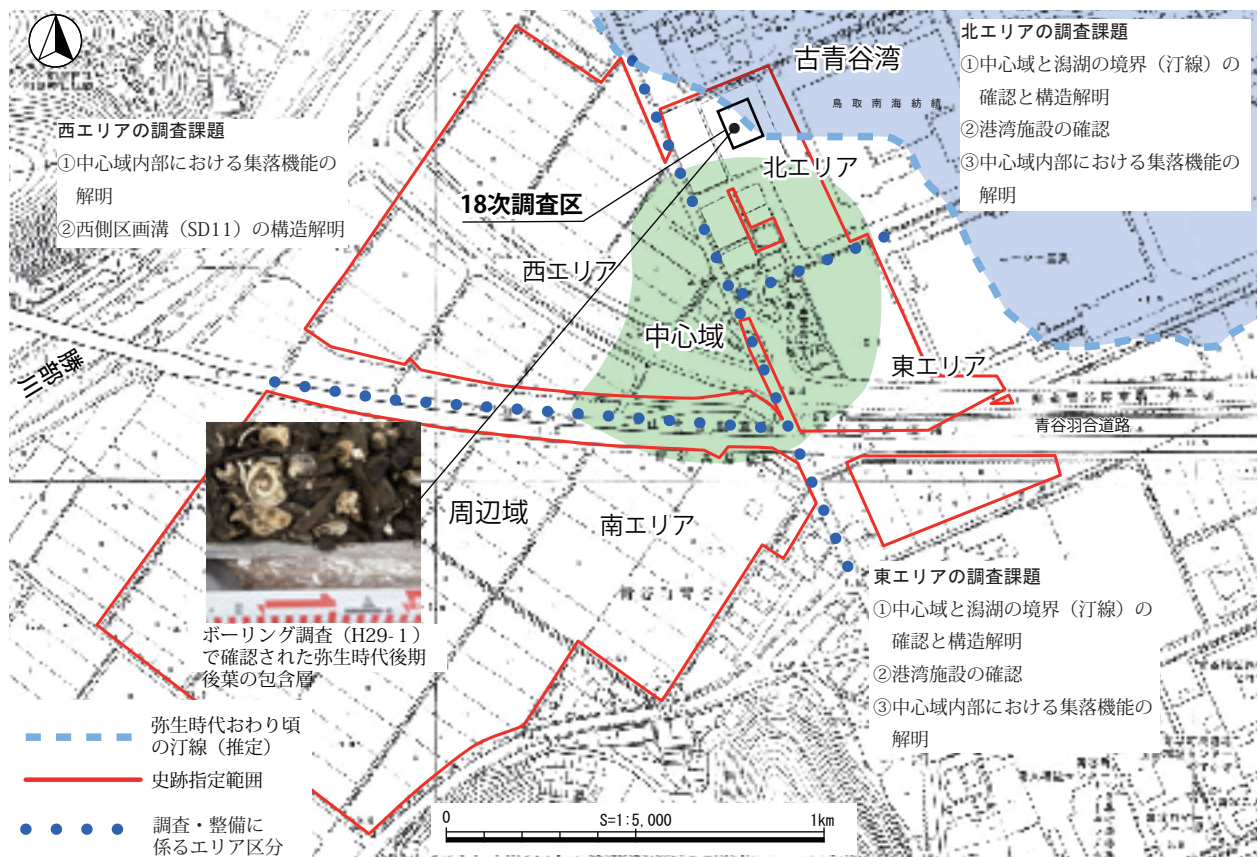 古青谷湾
鳥取南海紡績
北エリアの調査課題
①中心域と潟湖の境界（汀線）の
確認と構造解明
②港湾施設の確認
③中心域内部における集落機能の
解明
西エリアの調査課題
①中心域内部における集落機能の
解明
②西側区画溝（SD11）の構造解明
北エリア
18次調査区
西エリア
中心域
勝部川
東エリア
青谷羽合道路
周辺域
南エリア
ボーリング調査（H29-1）
で確認された弥生時代後期
後葉の包含層
東エリアの調査課題
①中心域と潟湖の境界（汀線）の
確認と構造解明
②港湾施設の確認
③中心域内部における集落機能の
解明
弥生時代おわり頃
の汀線（推定）
史跡指定範囲
調査・整備に
係るエリア区分
0 S=1:5,000 1km